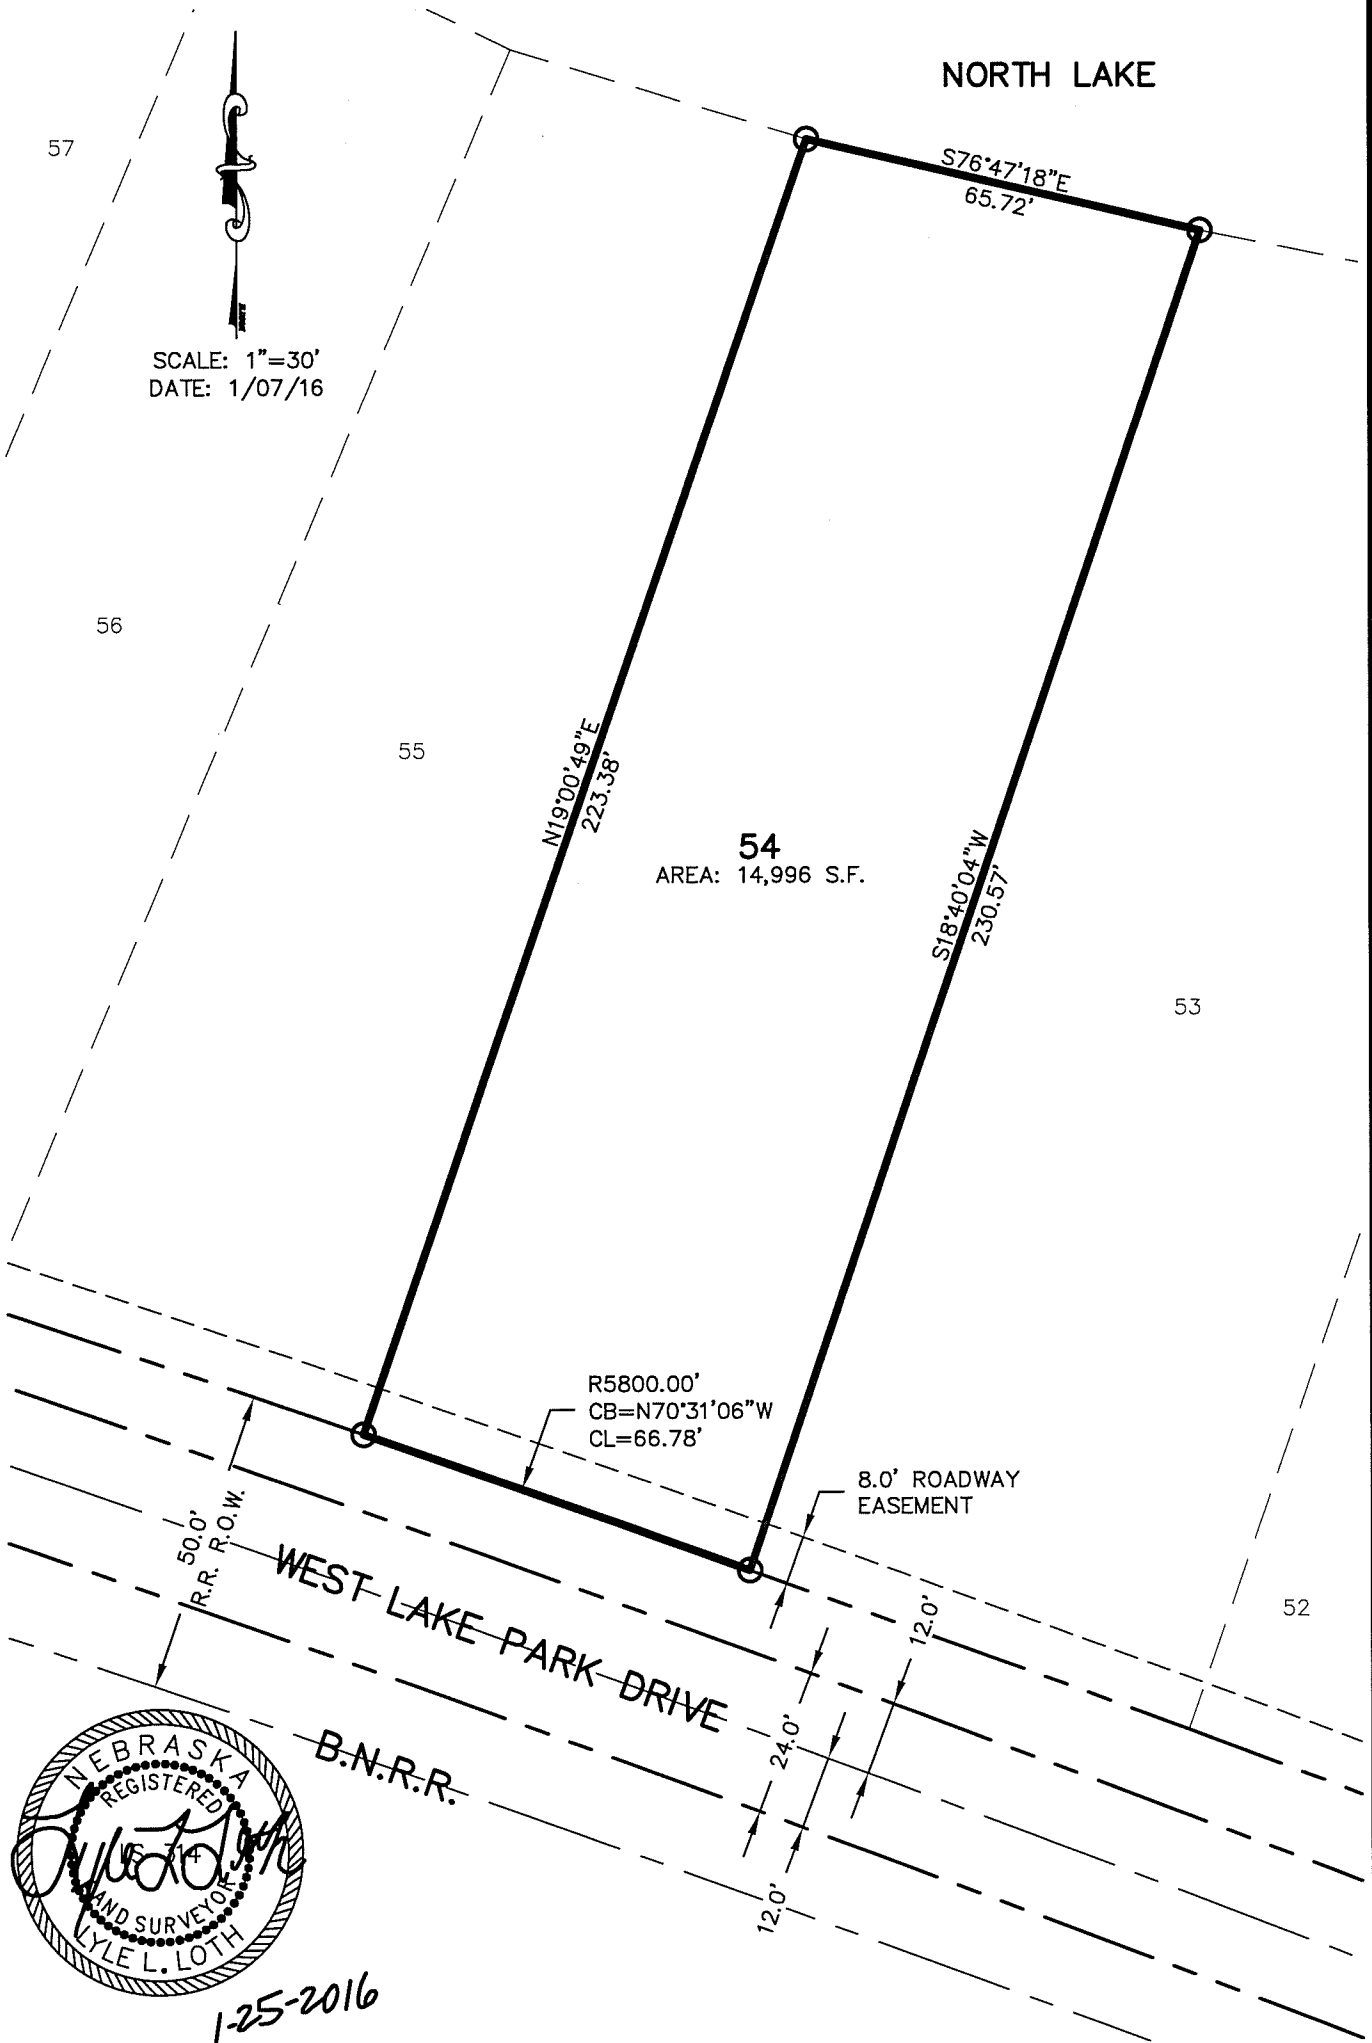 NORTH LAKE
57
S76°47'18"E
65.72'
SCALE: 1"=30'
DATE: 1/07/16
56
55
N19°00'49"E
223.38'
54
AREA: 14,996 S.F.
S18°40'04"W
230.57'
53
R5800.00'
CB=N70°31'06"W
CL=66.78'
8.0' ROADWAY
EASEMENT
50.0'
R.R. R.O.W.
WEST LAKE PARK DRIVE
12.0'
52
24.0'
B.N.R.R.
12.0'
NEBRASKA
REGISTERED
LS 314
LAND SURVEYOR
LYLE L. LOTH
1-25-2016